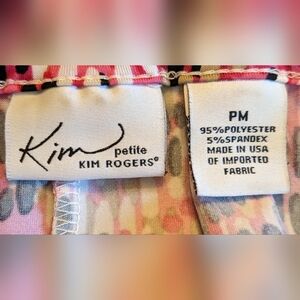 Kim petite
KIM ROGERS®
PM
95%POLYESTER
5%SPANDEX
MADE IN USA
OF IMPORTED
FABRIC